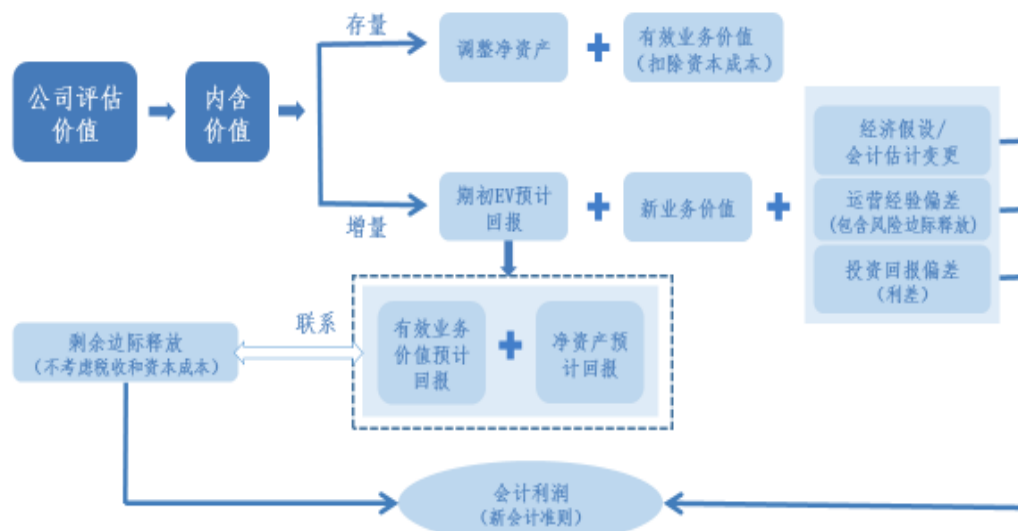 存量
调整净资产
有效业务价值
(扣除资本成本)
公司评估
价值
内含
价值
经济假设/
会计估计变更
增量
期初EV预计
回报
新业务价值
运营经验偏差
(包含风险边际释放)
投资回报偏差
(利差)
联系
剩余边际释放
(不考虑税收和资本成本)
有效业务
价值预计
回报
净资产预
计回报
会计利润
(新会计准则)